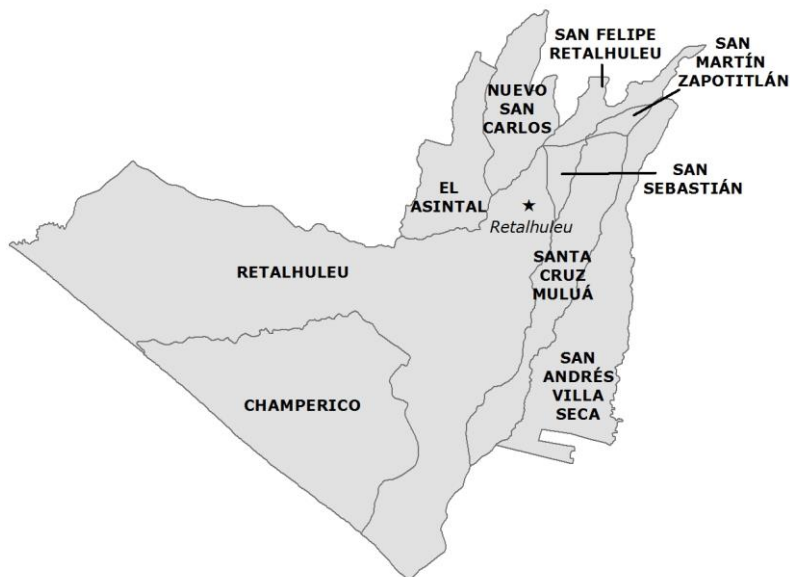 SAN FELIPE
RETALHULEU
SAN
MARTÍN
ZAPOTITLÁN
NUEVO
SAN
CARLOS
SAN
SEBASTIÁN
EL
ASINTAL
Retalhuleu
RETALHULEU
SANTA
CRUZ
MULUÁ
SAN
ANDRÉS
VILLA
SECA
CHAMPERICO